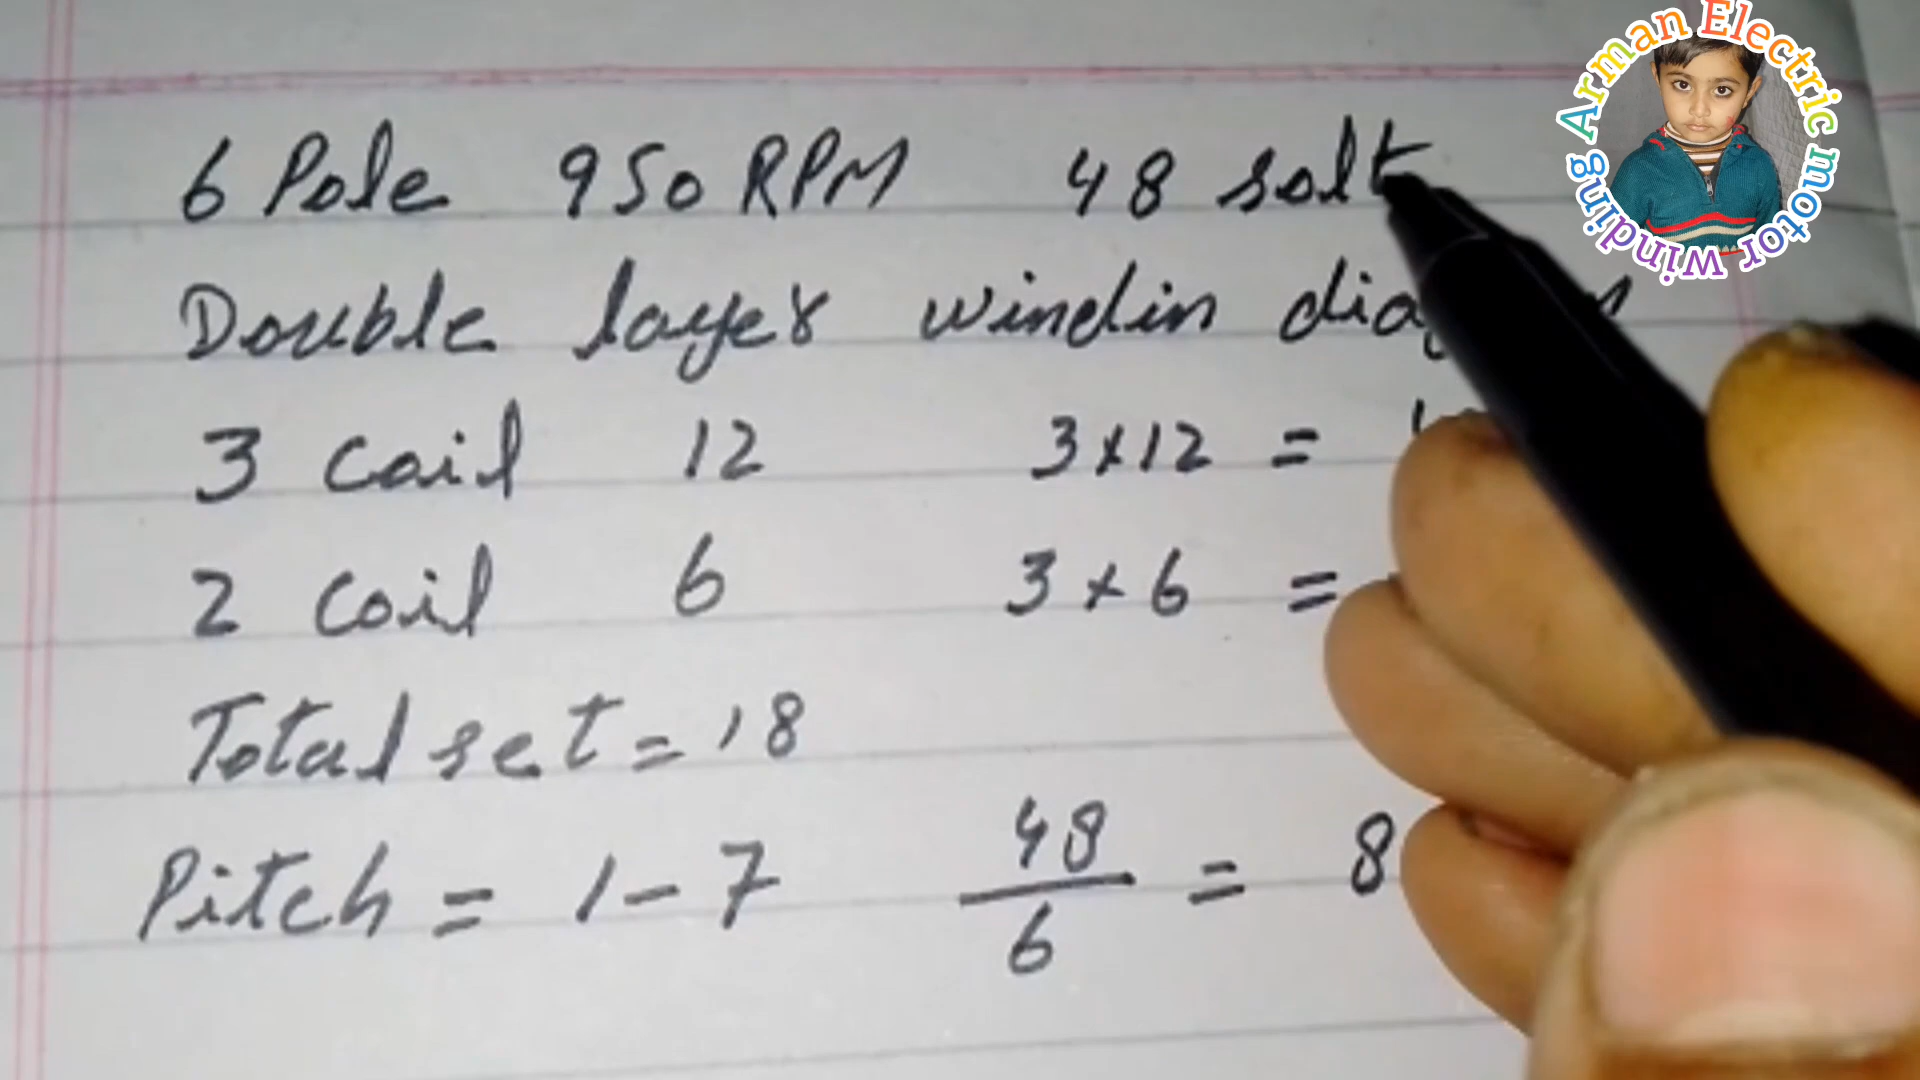 6 Pole 950 RPM 48 solt
Double layer windin
3 coil 12 3x12 =
2 coil 6 3x6 =
Total set = 18
Pitch = 1-7 48/6 = 8
Arman Electric motor winding